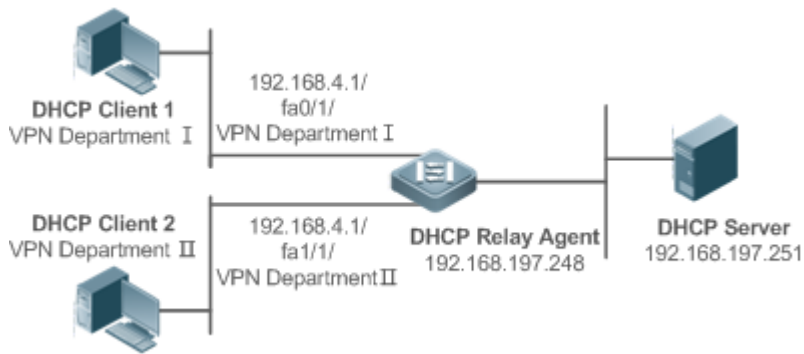 DHCP Client 1
VPN Department Ⅰ
192.168.4.1/
fa0/1/
VPN Department Ⅰ
DHCP Client 2
VPN Department Ⅱ
192.168.4.1/
fa1/1/
VPN DepartmentⅡ
DHCP Relay Agent
192.168.197.248
DHCP Server
192.168.197.251